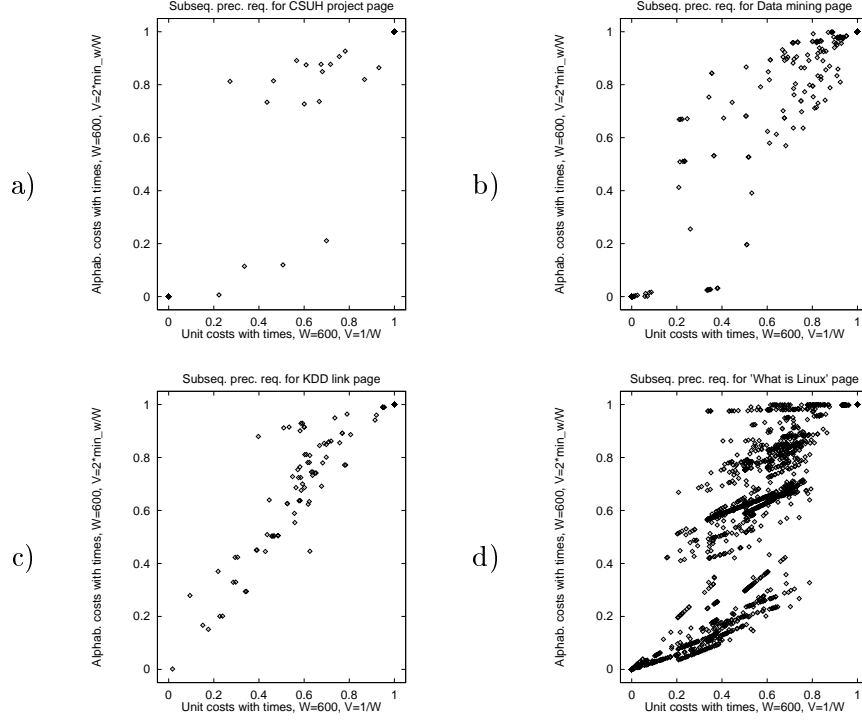 a)
Subseq. prec. req. for CSUH project page
Alphab. costs with times, W=600, V=2*min_w/W
1
0.8
0.6
0.4
0.2
0
0 0.2 0.4 0.6 0.8 1
Unit costs with times, W=600, V=1/W
b)
Subseq. prec. req. for Data mining page
Alphab. costs with times, W=600, V=2*min_w/W
1
0.8
0.6
0.4
0.2
0
0 0.2 0.4 0.6 0.8 1
Unit costs with times, W=600, V=1/W
c)
Subseq. prec. req. for KDD link page
Alphab. costs with times, W=600, V=2*min_w/W
1
0.8
0.6
0.4
0.2
0
0 0.2 0.4 0.6 0.8 1
Unit costs with times, W=600, V=1/W
d)
Subseq. prec. req. for 'What is Linux' page
Alphab. costs with times, W=600, V=2*min_w/W
1
0.8
0.6
0.4
0.2
0
0 0.2 0.4 0.6 0.8 1
Unit costs with times, W=600, V=1/W